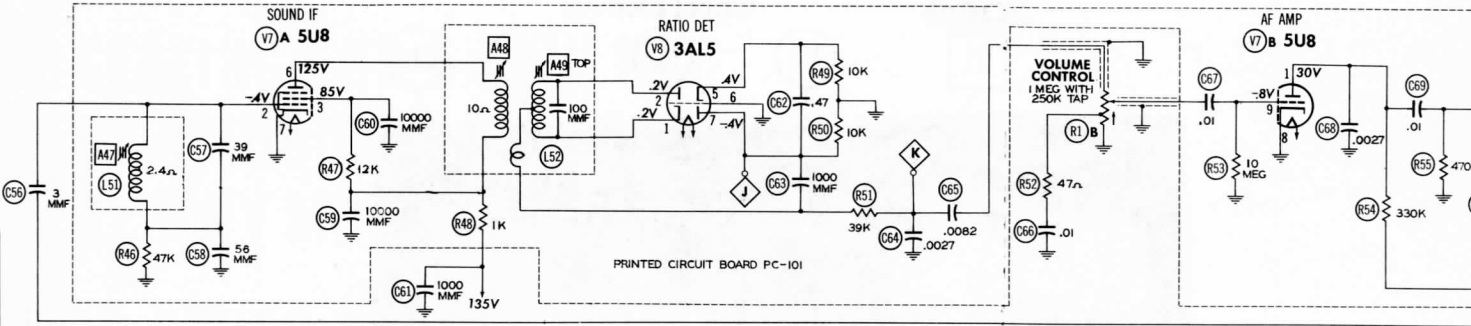 SOUND IF
V7 A 5U8
6 125V
-.4V
2
85V
3
7
C60 10000 MMF
A47
L51
2.4Ω
C57 39 MMF
C56 3 MMF
R46 47K
C58 56 MMF
R47 12K
C59 10000 MMF
R48 1K
C61 1000 MMF
135V
A48
10Ω
A49 TOP
100 MMF
L52
RATIO DET
V8 3AL5
.2V
2
.2V
1
.4V
5
6
7
-.4V
C62 .47
R49 10K
R50 10K
C63 1000 MMF
J
K
R51 39K
C64 .0027
C65 .0082
PRINTED CIRCUIT BOARD PC-101
VOLUME CONTROL
1 MEG WITH
250K TAP
R1 B
R52 47Ω
C66 .01
C67 .01
R53 10 MEG
AF AMP
V7 B 5U8
1 30V
-.8V
9
8
C68 .0027
C69 .01
R54 330K
R55 470